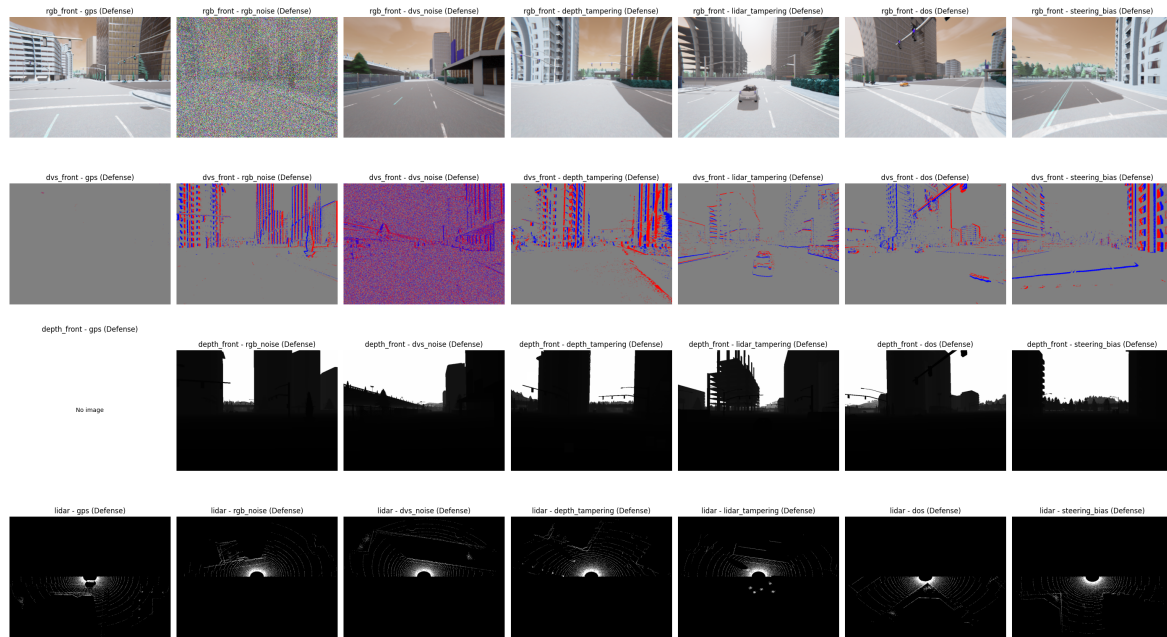 rgb_front - gps (Defense)
rgb_front - rgb_noise (Defense)
rgb_front - dvs_noise (Defense)
rgb_front - depth_tampering (Defense)
rgb_front - lidar_tampering (Defense)
rgb_front - dos (Defense)
rgb_front - steering_bias (Defense)
dvs_front - gps (Defense)
dvs_front - rgb_noise (Defense)
dvs_front - dvs_noise (Defense)
dvs_front - depth_tampering (Defense)
dvs_front - lidar_tampering (Defense)
dvs_front - dos (Defense)
dvs_front - steering_bias (Defense)
depth_front - gps (Defense)
No image
depth_front - rgb_noise (Defense)
depth_front - dvs_noise (Defense)
depth_front - depth_tampering (Defense)
depth_front - lidar_tampering (Defense)
depth_front - dos (Defense)
depth_front - steering_bias (Defense)
lidar - gps (Defense)
lidar - rgb_noise (Defense)
lidar - dvs_noise (Defense)
lidar - depth_tampering (Defense)
lidar - lidar_tampering (Defense)
lidar - dos (Defense)
lidar - steering_bias (Defense)